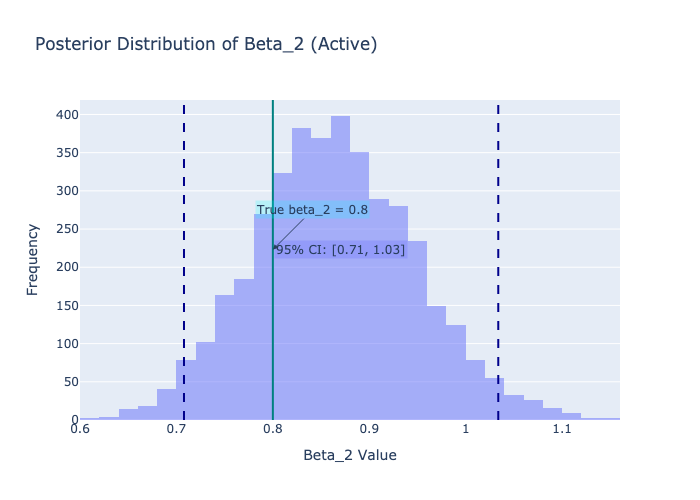 Posterior Distribution of Beta_2 (Active)
400
350
300
250
200
150
100
50
0
Frequency
True beta_2 = 0.8
95% CI: [0.71, 1.03]
0.6 0.7 0.8 0.9 1 1.1
Beta_2 Value